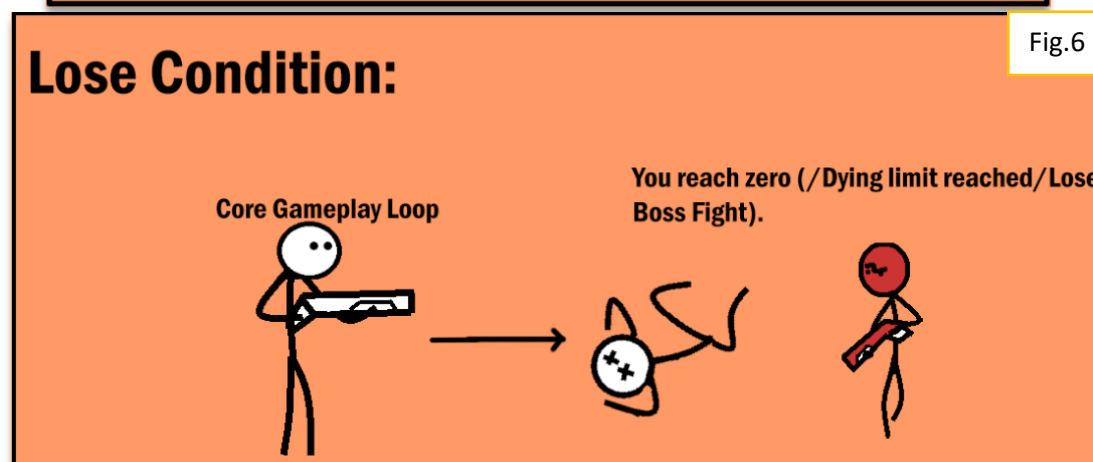 Fig.6
Lose Condition:
You reach zero (/Dying limit reached/Lose
Boss Fight).
Core Gameplay Loop